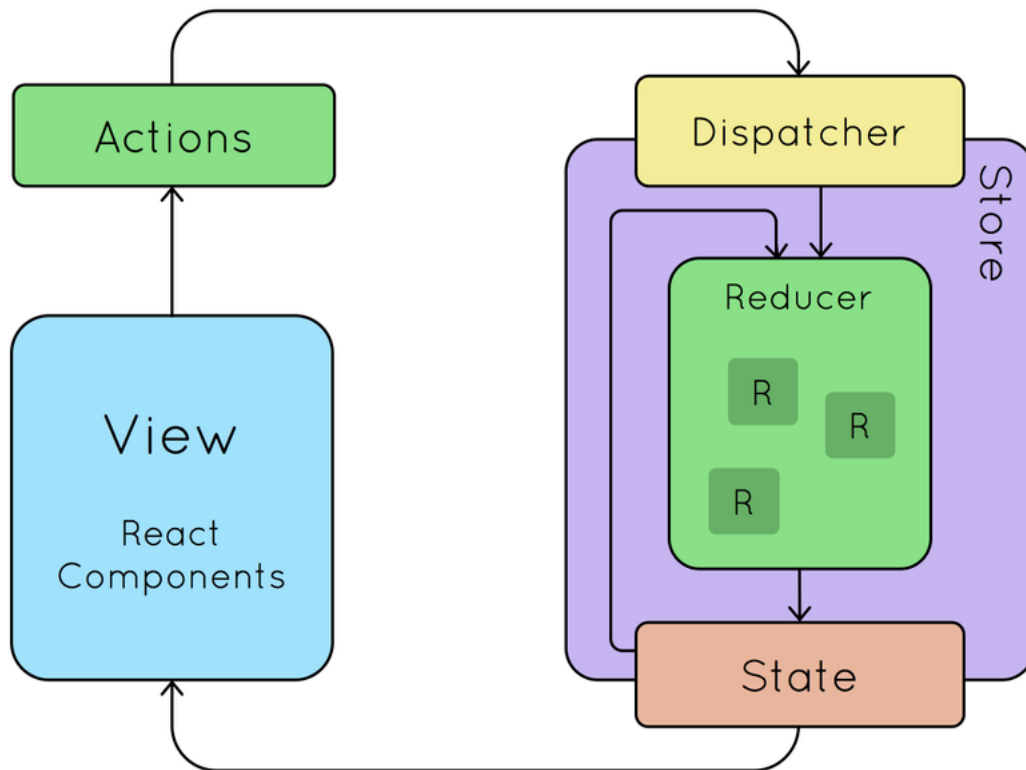 Actions
Dispatcher
Store
Reducer
R
R
R
View
React
Components
State